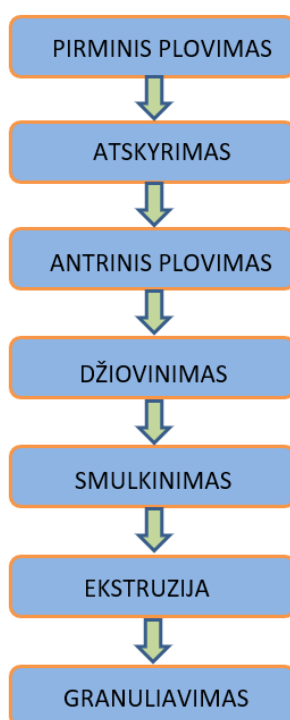 PIRMINIS PLOVIMAS
ATSKYRIMAS
ANTRINIS PLOVIMAS
DŽIOVINIMAS
SMULKINIMAS
EKSTRUZIJA
GRANULIAVIMAS